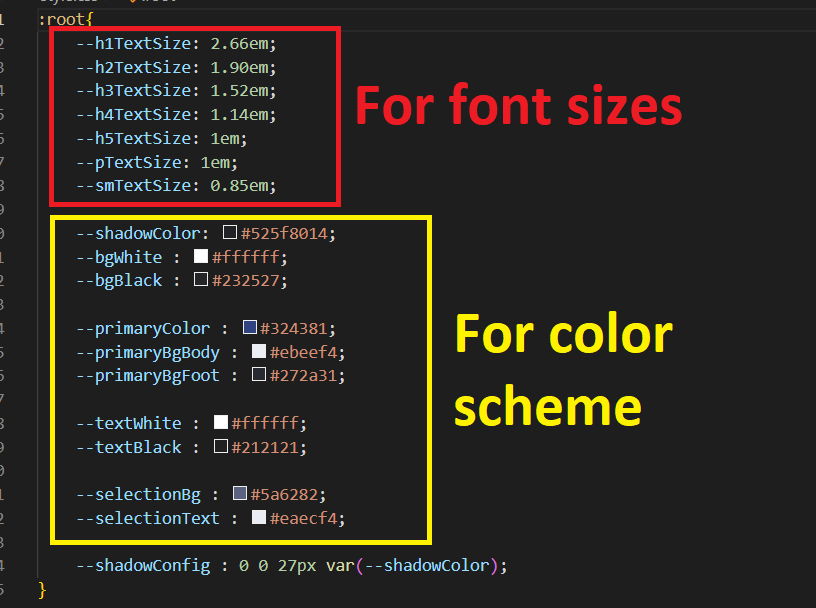 :root{
--h1TextSize: 2.66em;
--h2TextSize: 1.90em;
--h3TextSize: 1.52em;
--h4TextSize: 1.14em;
--h5TextSize: 1em;
--pTextSize: 1em;
--smTextSize: 0.85em;
For font sizes
--shadowColor: #525f8014;
--bgWhite : #ffffff;
--bgBlack : #232527;
--primaryColor : #324381;
--primaryBgBody : #ebeef4;
--primaryBgFoot : #272a31;
--textWhite : #ffffff;
--textBlack : #212121;
--selectionBg : #5a6282;
--selectionText : #eaecf4;
For color
scheme
--shadowConfig : 0 0 27px var(--shadowColor);
}